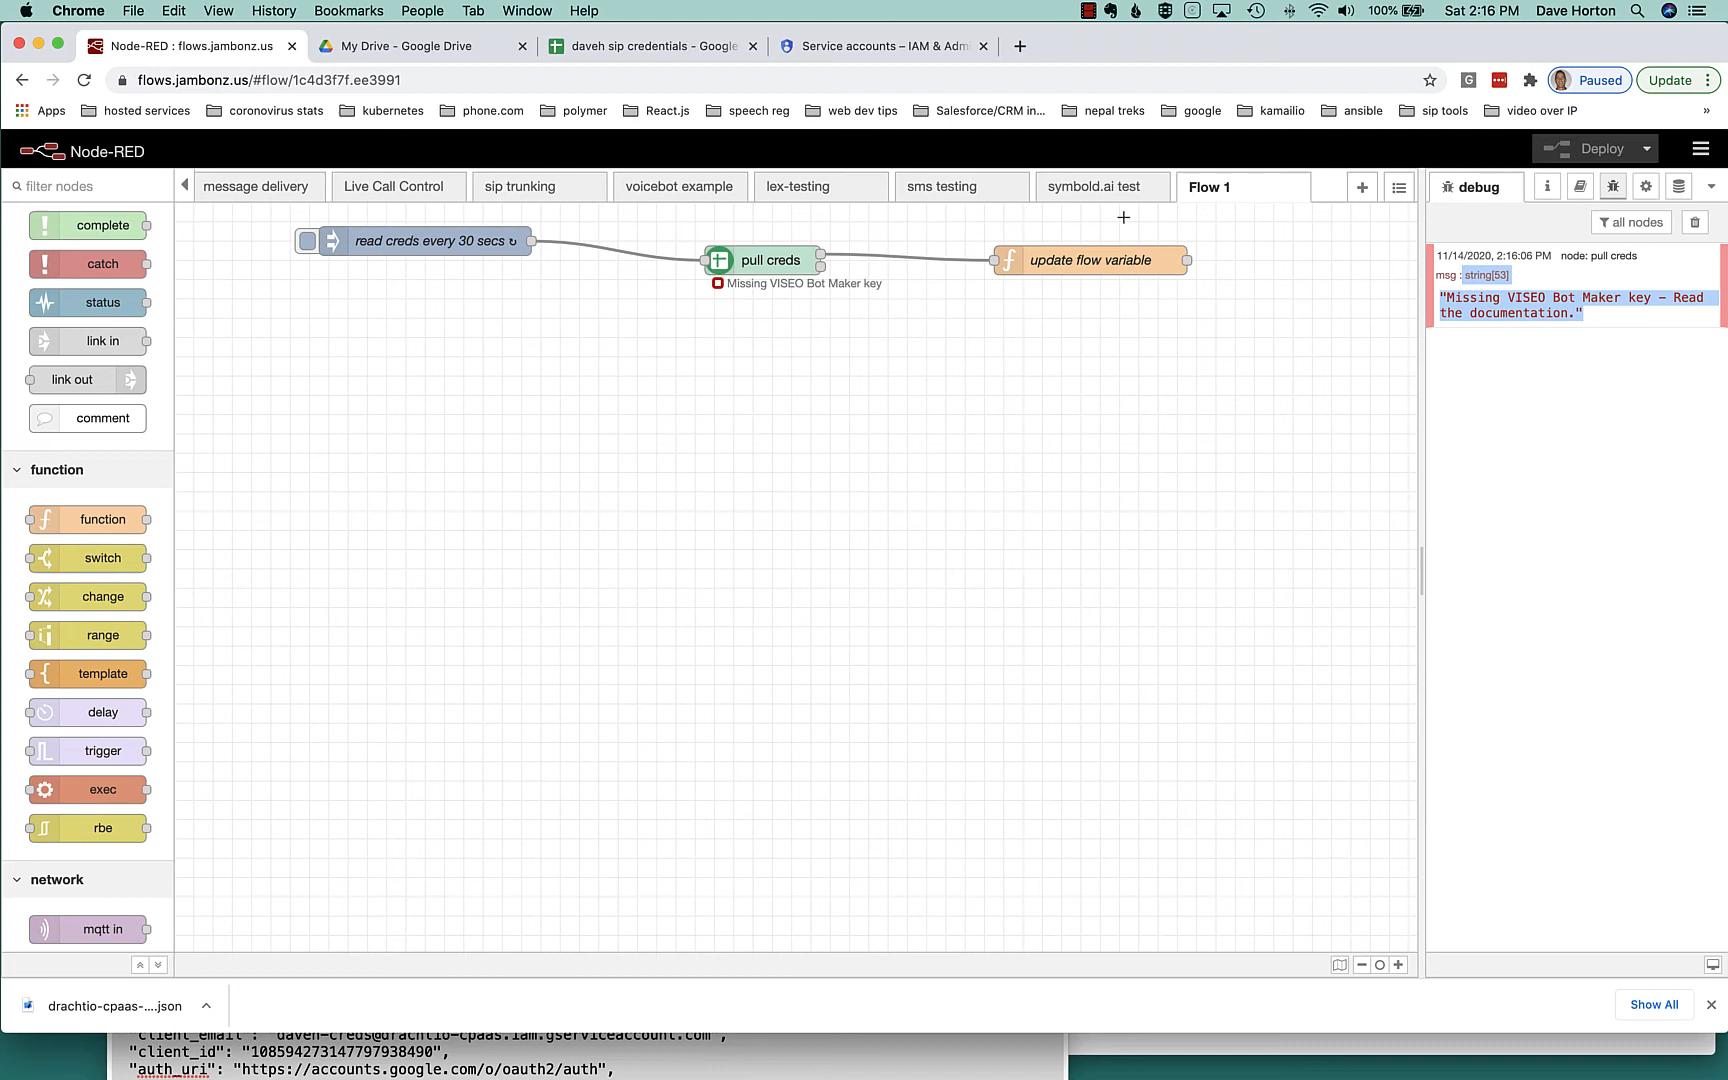 Chrome File Edit View History Bookmarks People Tab Window Help 100% Sat 2:16 PM Dave Horton
Node-RED : flows.jambonz.us My Drive - Google Drive daveh sip credentials - Google Service accounts – IAM & Adm
flows.jambonz.us/#flow/1c4d3f7f.ee3991 Paused Update
Apps hosted services coronovirus stats kubernetes phone.com polymer React.js speech reg web dev tips Salesforce/CRM in... nepal treks google kamailio ansible sip tools video over IP »
Node-RED Deploy
filter nodes message delivery Live Call Control sip trunking voicebot example lex-testing sms testing symbold.ai test Flow 1 debug
all nodes
complete
catch
status
link in
link out
comment
function
function
switch
change
range
template
delay
trigger
exec
rbe
network
mqtt in
read creds every 30 secs ↻
pull creds
Missing VISEO Bot Maker key
update flow variable
11/14/2020, 2:16:06 PM node: pull creds
msg : string[53]
"Missing VISEO Bot Maker key – Read
the documentation."
drachtio-cpaas-....json Show All
"client_email": "daveh-creds@drachtio-cpaas.iam.gserviceaccount.com",
"client_id": "108594273147797938490",
"auth_uri": "https://accounts.google.com/o/oauth2/auth",